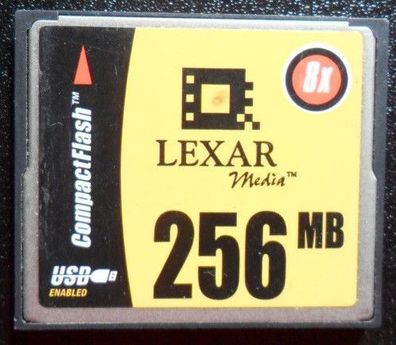 8x
CompactFlash™
LEXAR
Media™
256 MB
USB
ENABLED